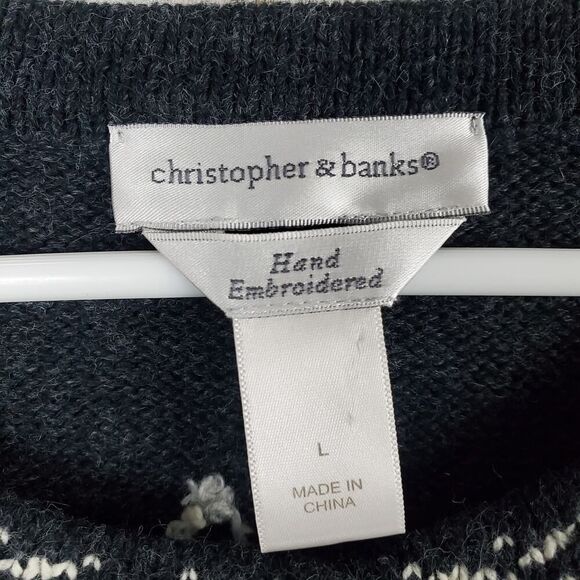 christopher & banks®
Hand
Embroidered
L
MADE IN
CHINA